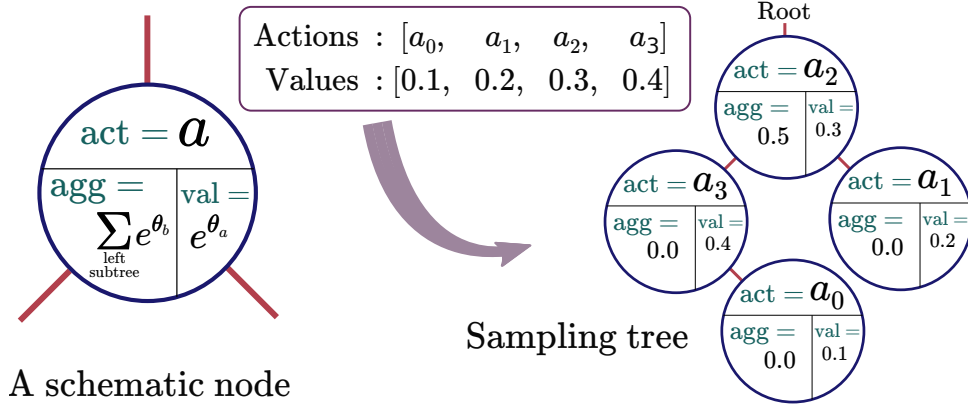 Actions : [a₀, a₁, a₂, a₃]
Values : [0.1, 0.2, 0.3, 0.4]
act = a
agg =
∑ e^θ_b
left
subtree
val =
e^θ_a
A schematic node
Root
act = a₂
agg =
0.5
val =
0.3
act = a₃
agg =
0.0
val =
0.4
act = a₁
agg =
0.0
val =
0.2
act = a₀
agg =
0.0
val =
0.1
Sampling tree